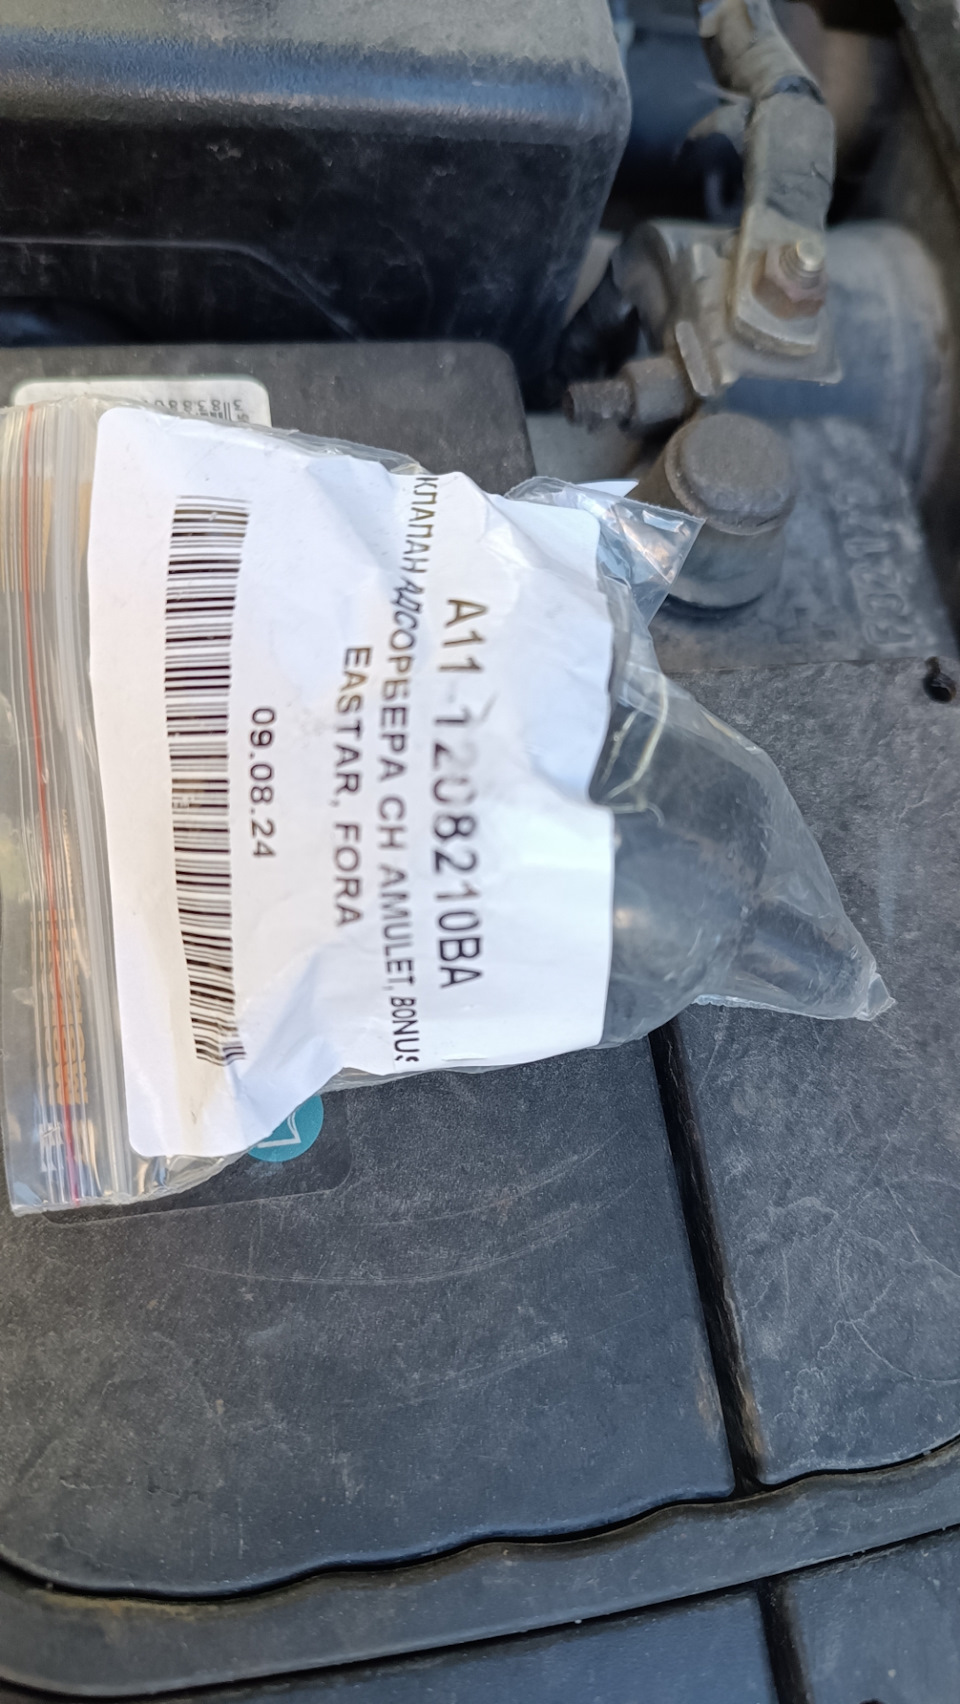 A11-1208210BA
КЛАПАН АДСОРБЕРА CH AMULET, BONUS
EASTAR, FORA
09.08.24